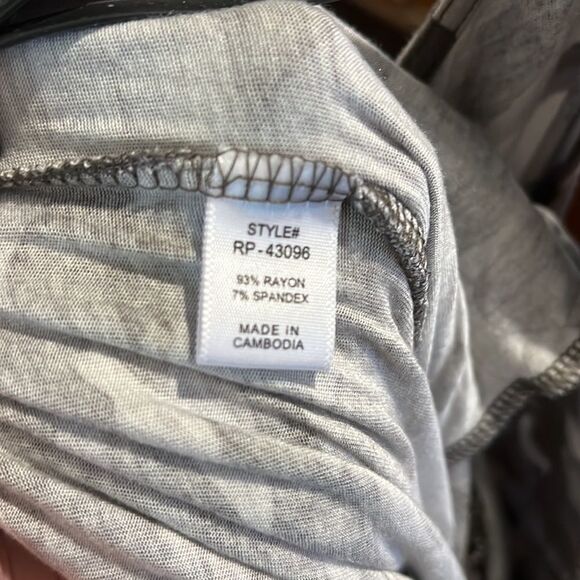 STYLE#
RP-43096
93% RAYON
7% SPANDEX
MADE IN
CAMBODIA